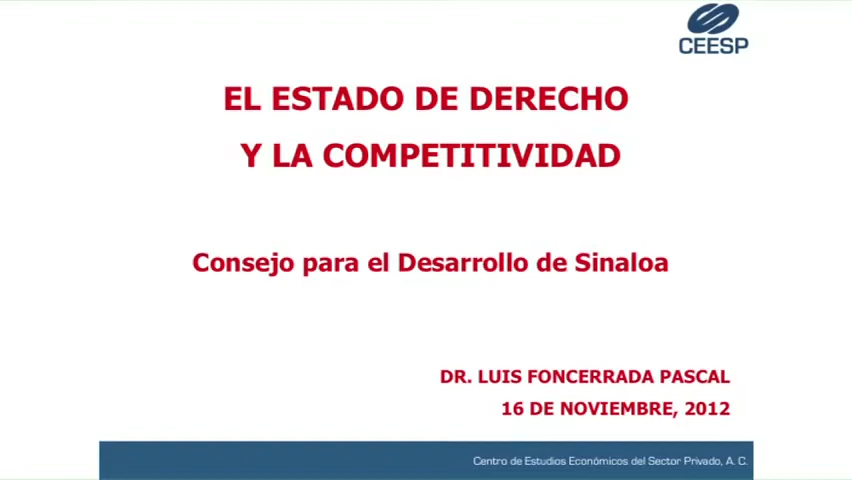 CEESP
EL ESTADO DE DERECHO
Y LA COMPETITIVIDAD
Consejo para el Desarrollo de Sinaloa
DR. LUIS FONCERRADA PASCAL
16 DE NOVIEMBRE, 2012
Centro de Estudios Económicos del Sector Privado, A. C.